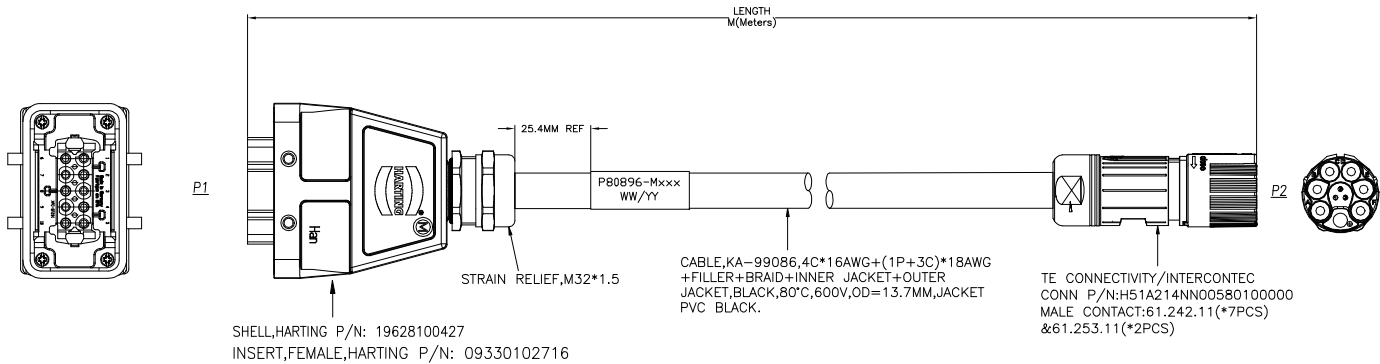 LENGTH
M(Meters)
25.4MM REF
P1
HARTING
®
M
Han
P80896-Mxxx
WW/YY
P2
STRAIN RELIEF,M32*1.5
CABLE,KA-99086,4C*16AWG+(1P+3C)*18AWG
+FILLER+BRAID+INNER JACKET+OUTER
JACKET,BLACK,80°C,600V,OD=13.7MM,JACKET
PVC BLACK.
TE CONNECTIVITY/INTERCONTEC
CONN P/N:H51A214NN00580100000
MALE CONTACT:61.242.11(*7PCS)
&61.253.11(*2PCS)
SHELL,HARTING P/N: 19628100427
INSERT,FEMALE,HARTING P/N: 09330102716